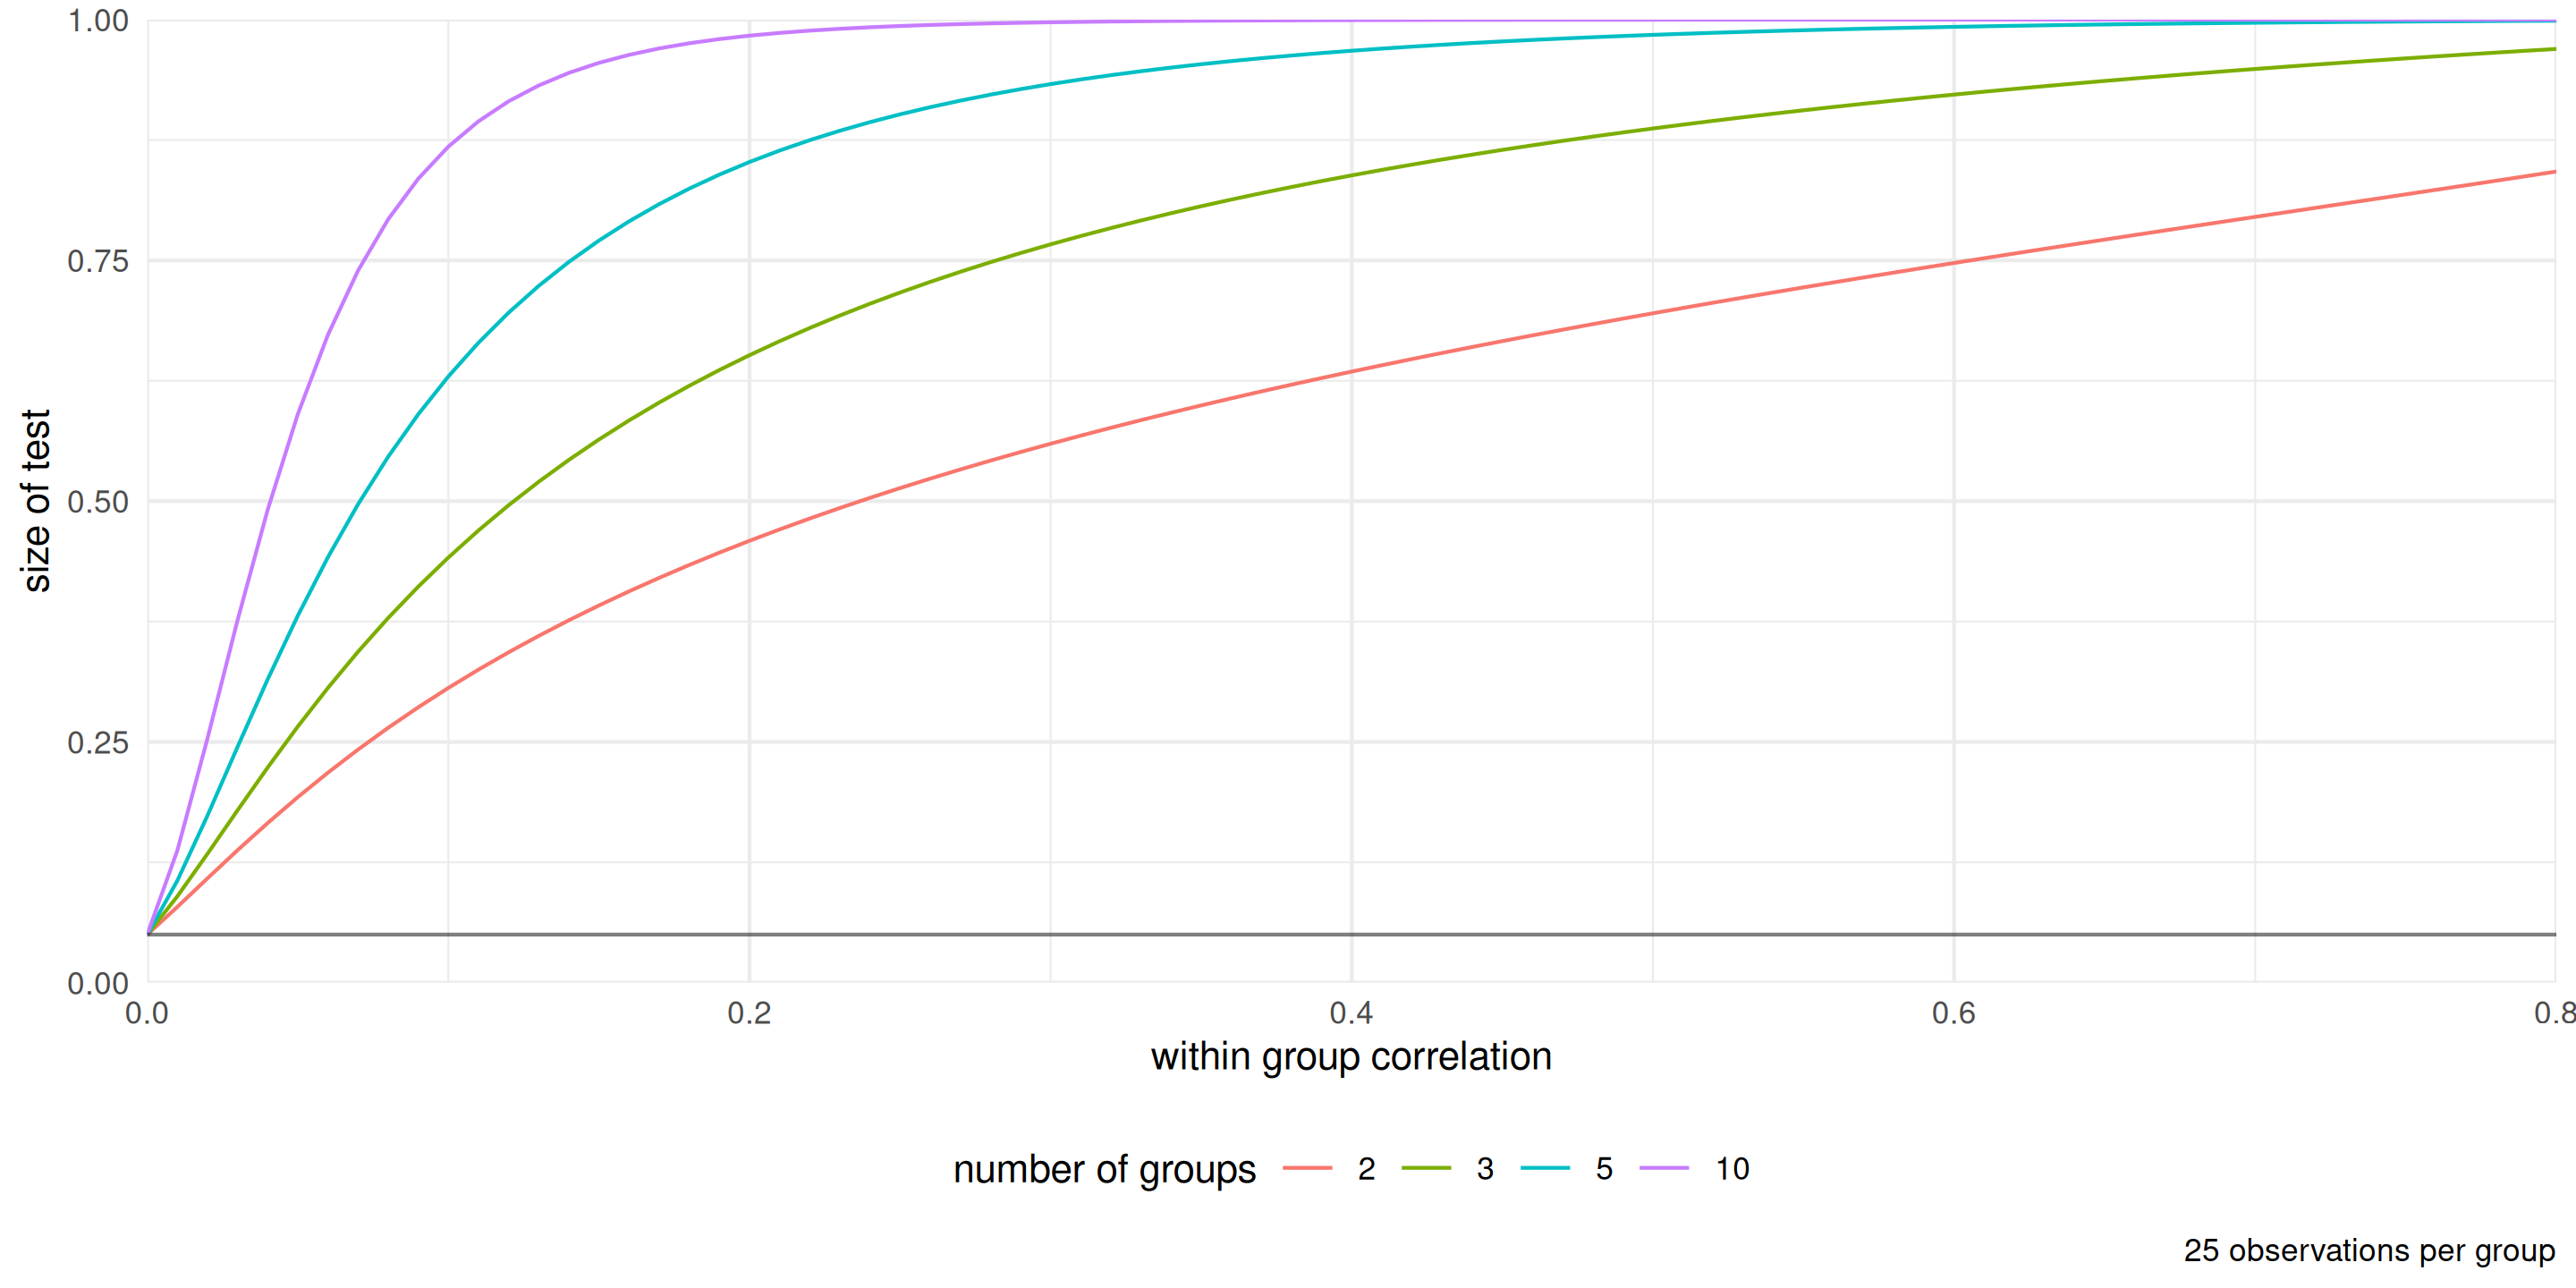 1.00
0.75
0.50
0.25
0.00
size of test
0.0 0.2 0.4 0.6 0.8
within group correlation
number of groups 2 3 5 10
25 observations per group